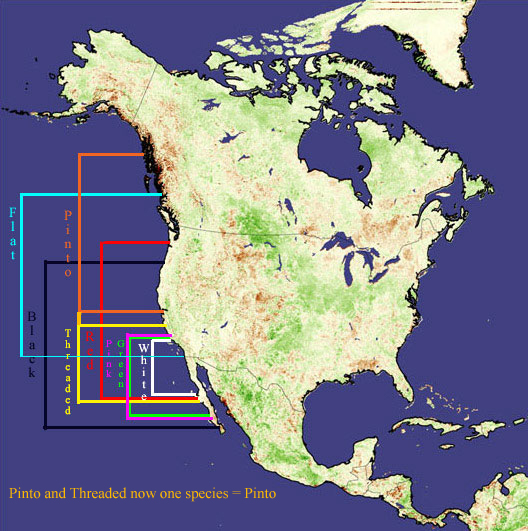 Flat
Pinto
Black
Threaded
Red
Pink
Green
White
Pinto and Threaded now one species = Pinto